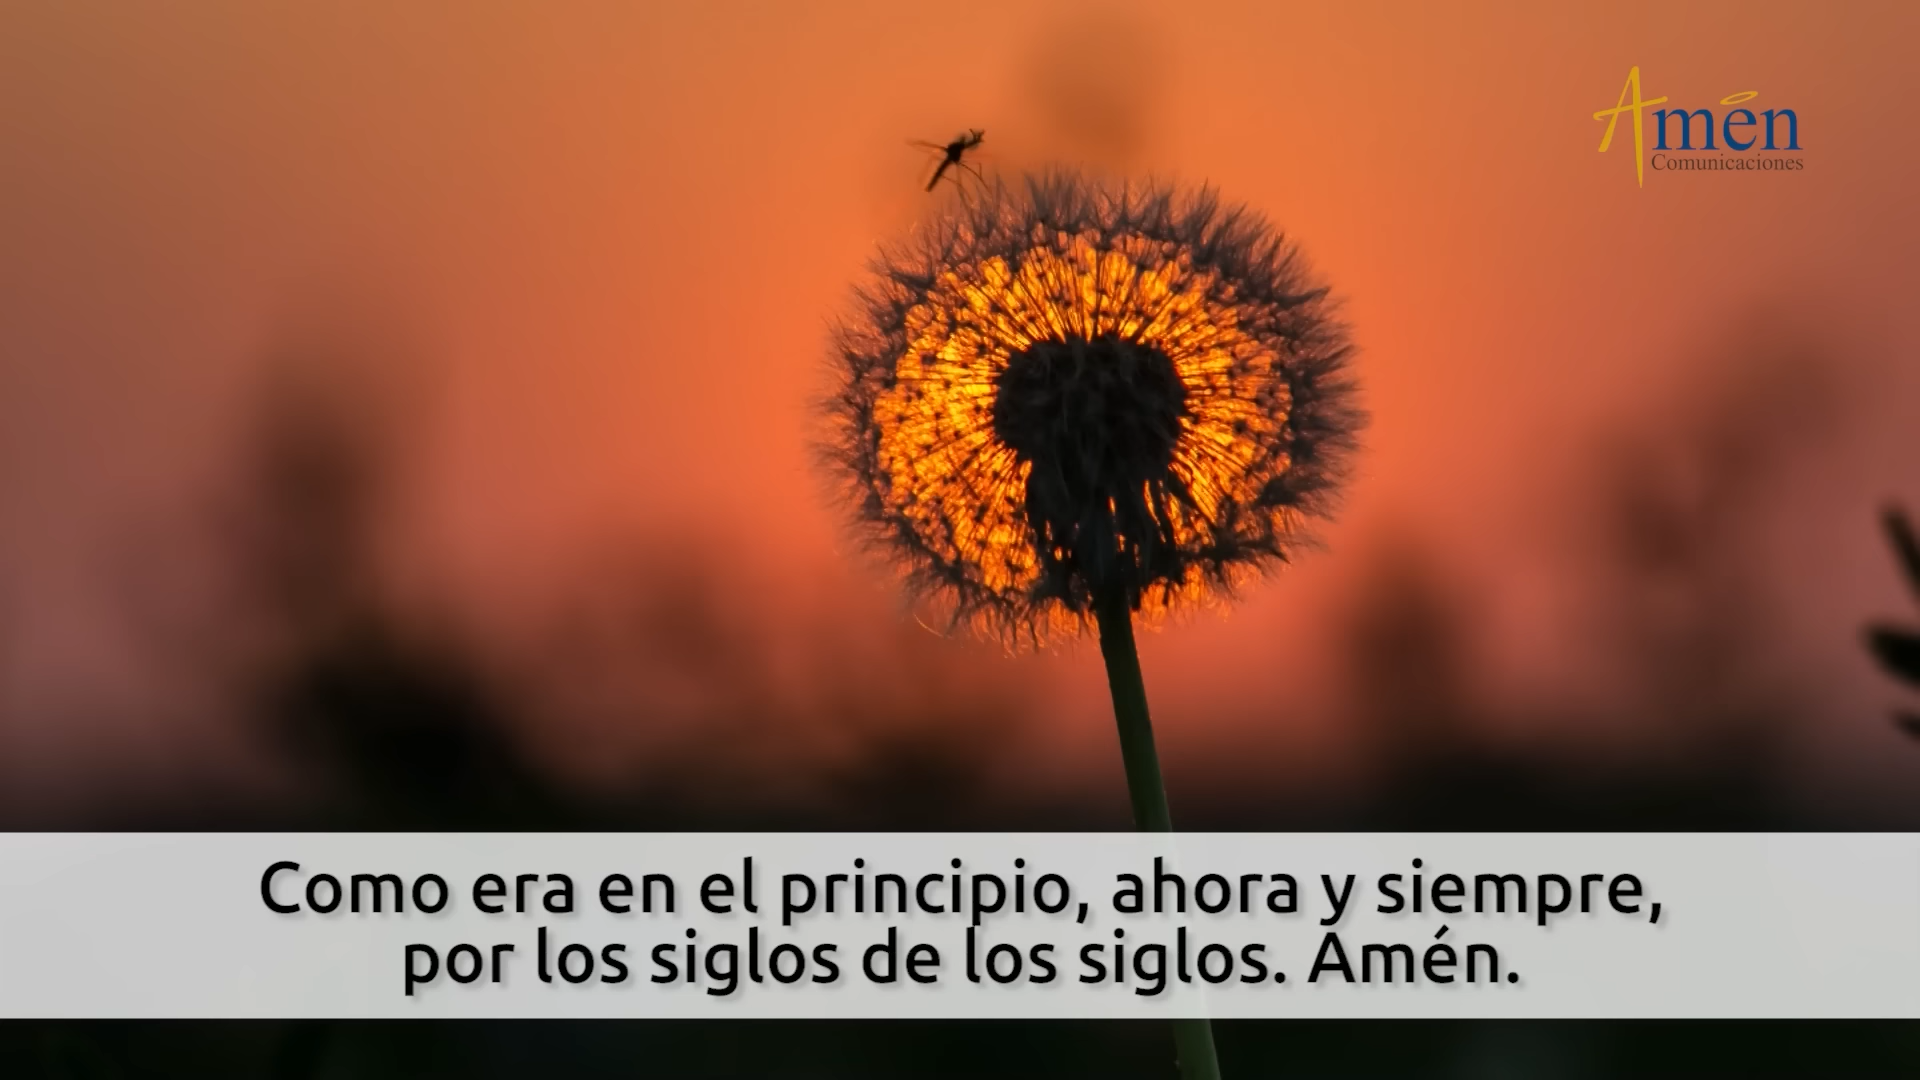 Amén
Comunicaciones
Como era en el principio, ahora y siempre,
por los siglos de los siglos. Amén.